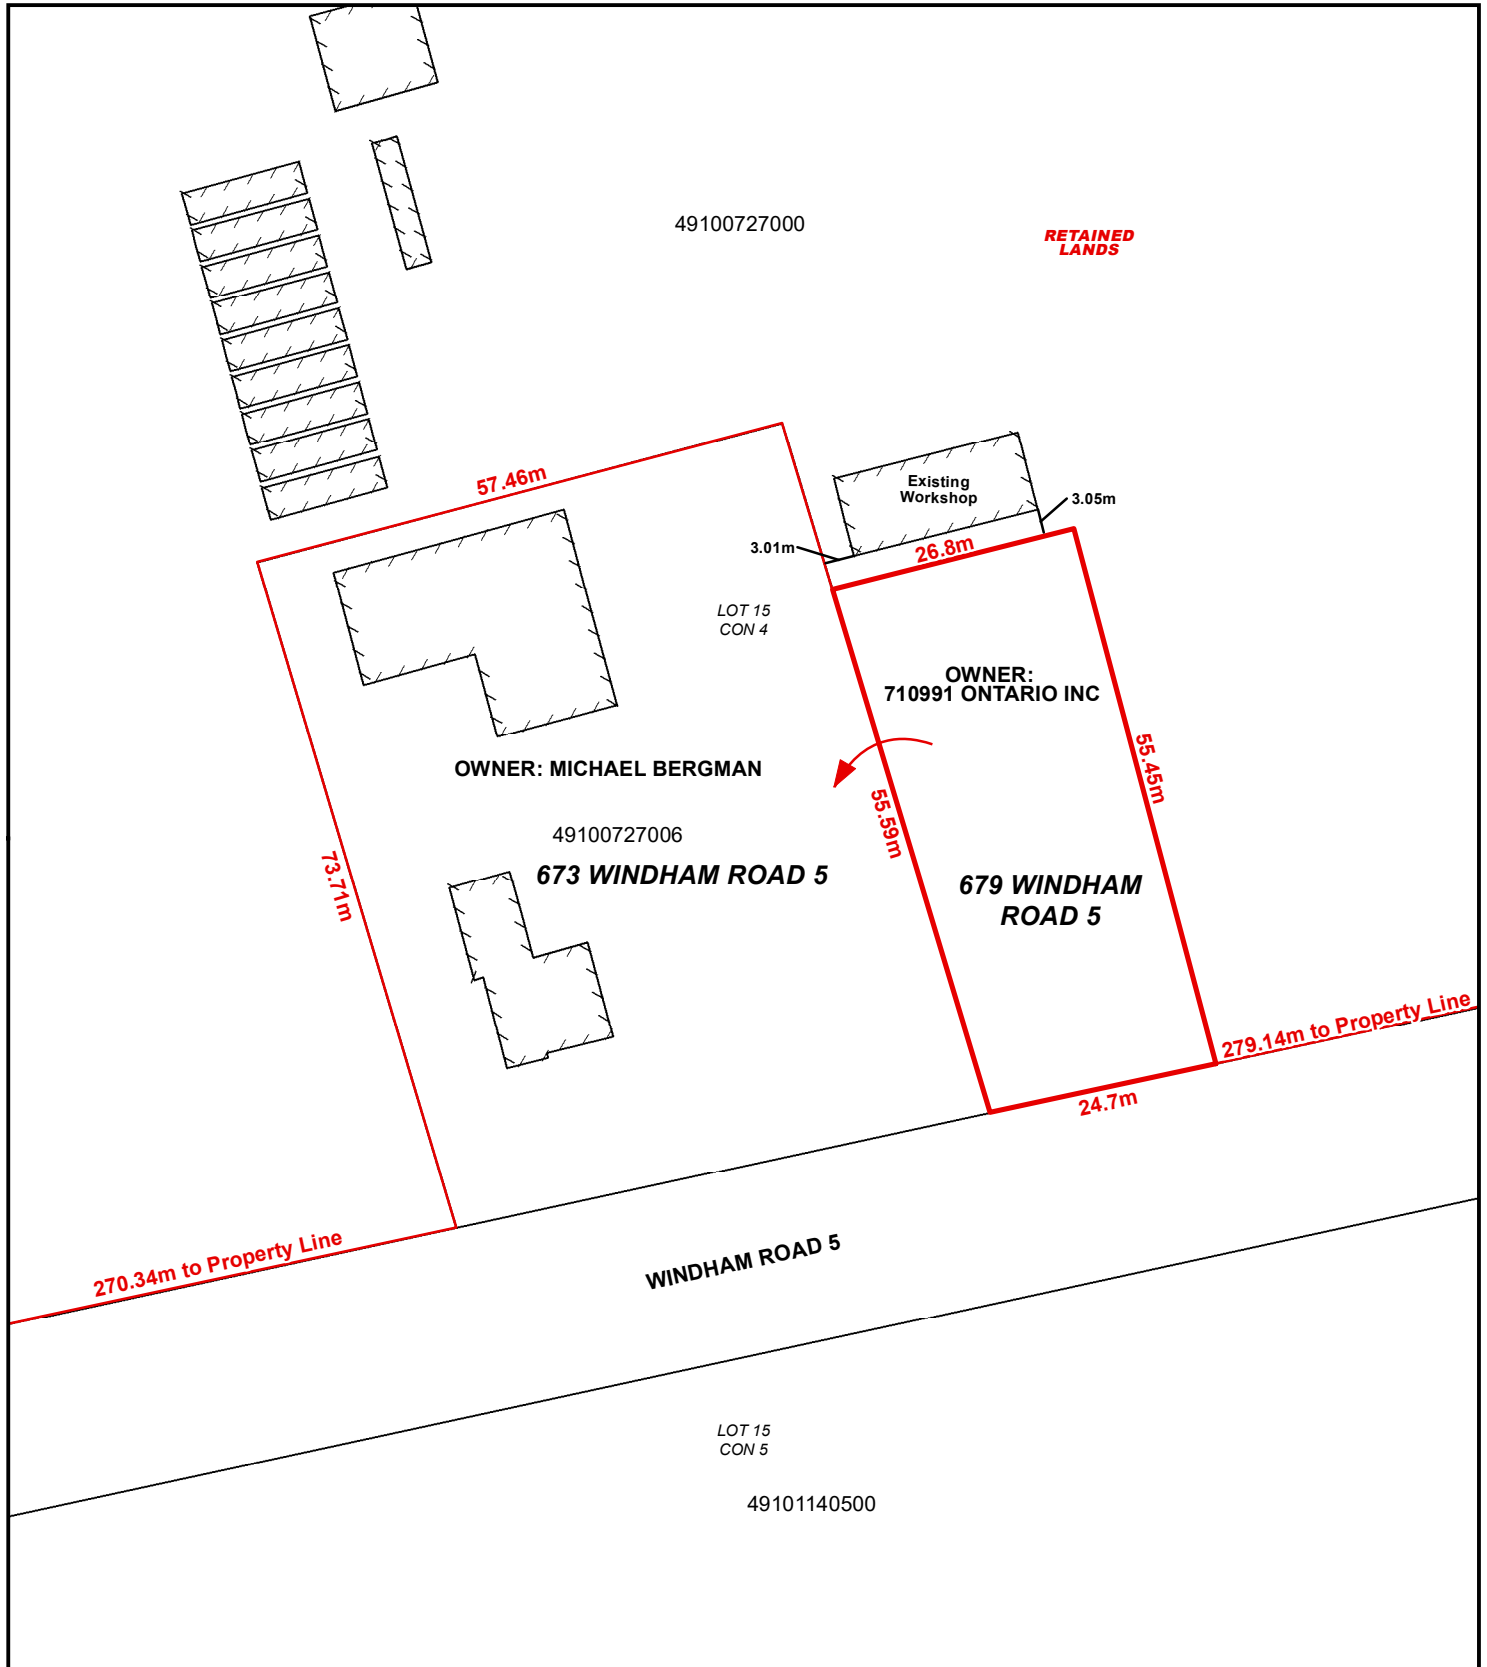 49100727000
RETAINED
LANDS
57.46m
Existing
Workshop
3.05m
3.01m
26.8m
LOT 15
CON 4
OWNER:
710991 ONTARIO INC
55.45m
OWNER: MICHAEL BERGMAN
55.59m
49100727006
673 WINDHAM ROAD 5
73.71m
679 WINDHAM
ROAD 5
279.14m to Property Line
24.7m
270.34m to Property Line
WINDHAM ROAD 5
LOT 15
CON 5
49101140500